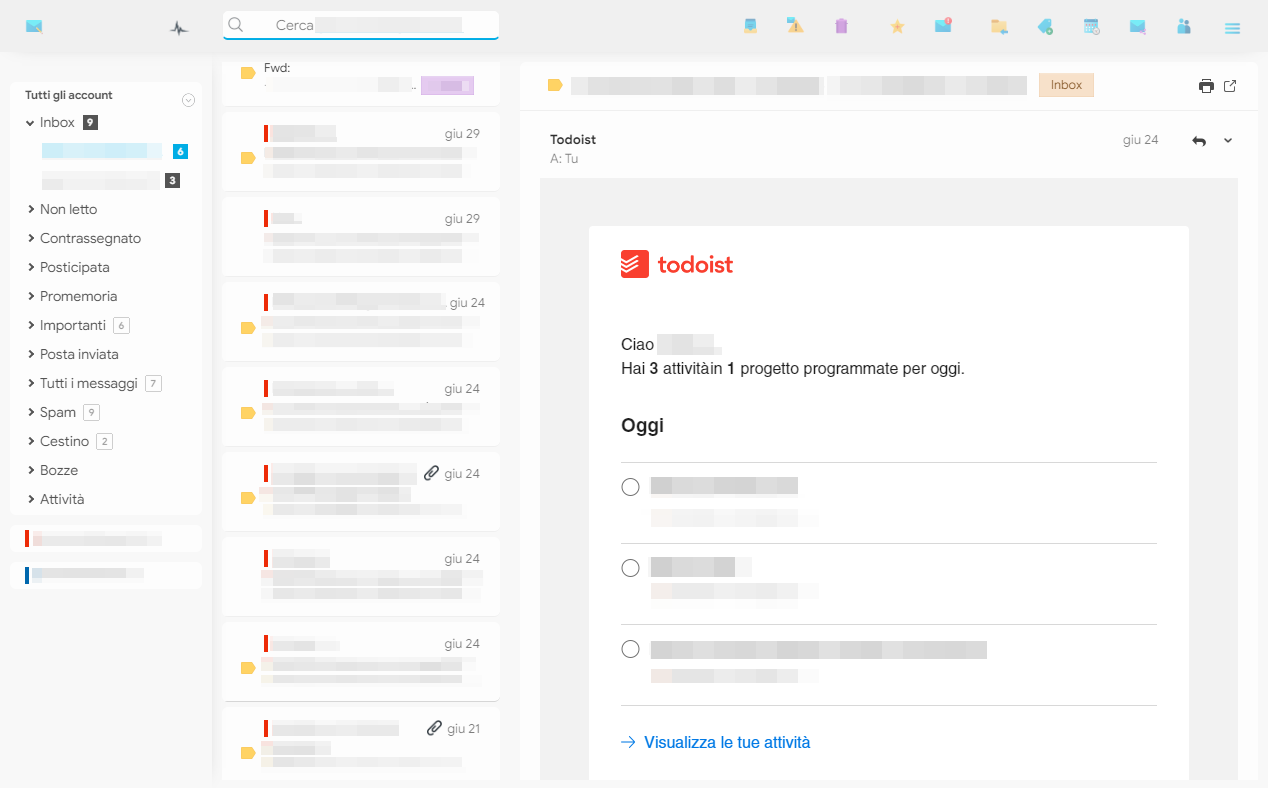 Cerca
Tutti gli account
Inbox 9
6
3
Non letto
Contrassegnato
Posticipata
Promemoria
Importanti 6
Posta inviata
Tutti i messaggi 7
Spam 9
Cestino 2
Bozze
Attività
Fwd:
..
giu 29
giu 29
giu 24
giu 24
giu 24
giu 24
giu 24
giu 21
Inbox
Todoist
giu 24
A: Tu
todoist
Ciao
Hai 3 attivitàin 1 progetto programmate per oggi.
Oggi
Visualizza le tue attività